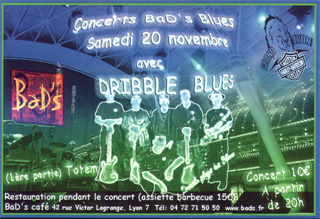 Concerts BaD's Blues
Samedi 20 novembre
avec
DRIBBLE BLUES
BaD's
(1ère partie) Totem
Concert 10€
A partir
de 20h
Restauration pendant le concert (assiette barbecue 15€)
BaD's café 42 rue Victor Lagrange, Lyon 7 Tél: 04 72 71 50 50 www.bads.fr